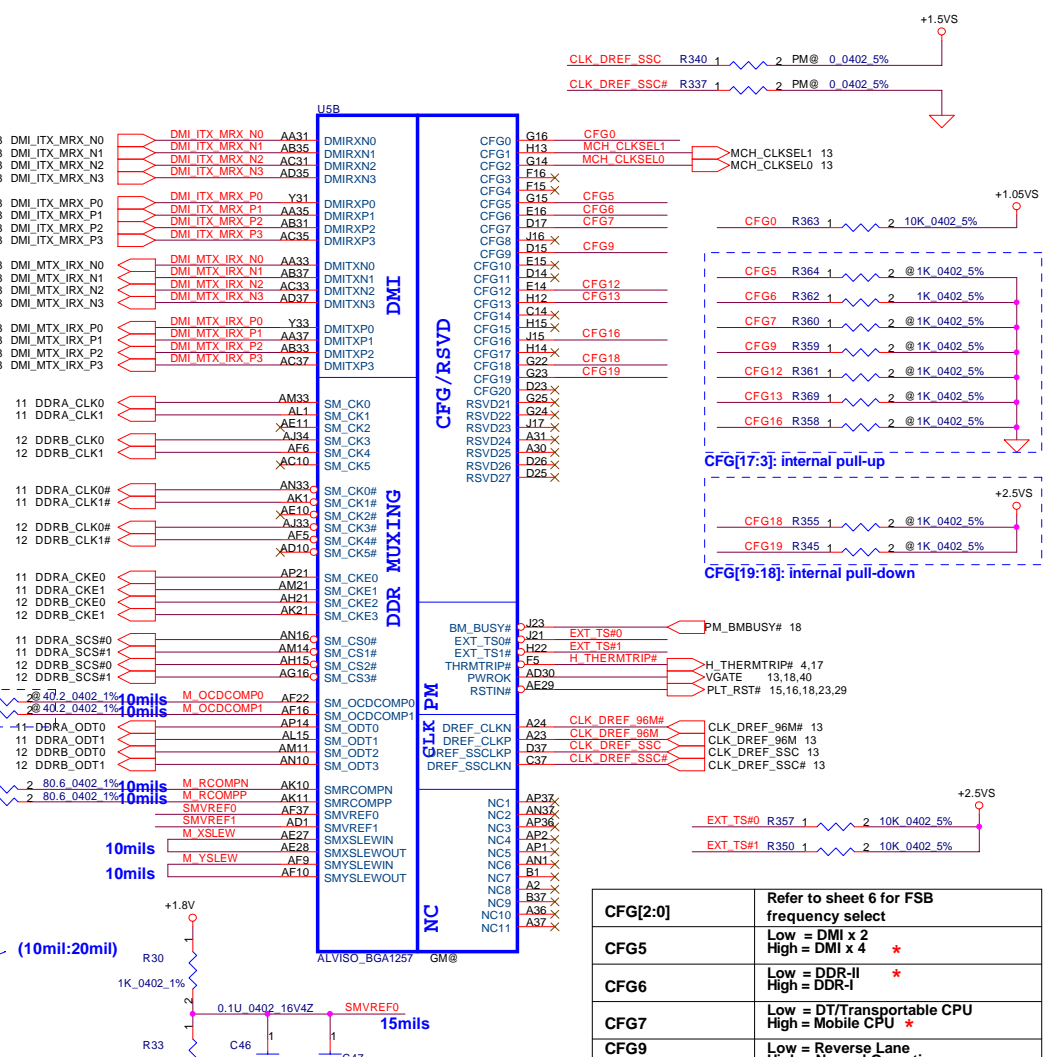 +1.5VS
CLK_DREF_SSC R340 1 2 PM@ 0_0402_5%
CLK_DREF_SSC# R337 1 2 PM@ 0_0402_5%
U5B
DMI_ITX_MRX_N0 DMI_ITX_MRX_N0 AA31 DMIRXN0
DMI_ITX_MRX_N1 DMI_ITX_MRX_N1 AB35 DMIRXN1
DMI_ITX_MRX_N2 DMI_ITX_MRX_N2 AC31 DMIRXN2
DMI_ITX_MRX_N3 DMI_ITX_MRX_N3 AD35 DMIRXN3
DMI_ITX_MRX_P0 DMI_ITX_MRX_P0 Y31 DMIRXP0
DMI_ITX_MRX_P1 DMI_ITX_MRX_P1 AA35 DMIRXP1
DMI_ITX_MRX_P2 DMI_ITX_MRX_P2 AB31 DMIRXP2
DMI_ITX_MRX_P3 DMI_ITX_MRX_P3 AC35 DMIRXP3
DMI_MTX_IRX_N0 DMI_MTX_IRX_N0 AA33 DMITXN0
DMI_MTX_IRX_N1 DMI_MTX_IRX_N1 AB37 DMITXN1
DMI_MTX_IRX_N2 DMI_MTX_IRX_N2 AC33 DMITXN2
DMI_MTX_IRX_N3 DMI_MTX_IRX_N3 AD37 DMITXN3
DMI_MTX_IRX_P0 DMI_MTX_IRX_P0 Y33 DMITXP0
DMI_MTX_IRX_P1 DMI_MTX_IRX_P1 AA37 DMITXP1
DMI_MTX_IRX_P2 DMI_MTX_IRX_P2 AB33 DMITXP2
DMI_MTX_IRX_P3 DMI_MTX_IRX_P3 AC37 DMITXP3
DMI
11 DDRA_CLK0 AM33 SM_CK0
11 DDRA_CLK1 AL1 SM_CK1
AE11 SM_CK2
12 DDRB_CLK0 AJ34 SM_CK3
12 DDRB_CLK1 AF6 SM_CK4
AC10 SM_CK5
11 DDRA_CLK0# AN33 SM_CK0#
11 DDRA_CLK1# AK1 SM_CK1#
AE10 SM_CK2#
12 DDRB_CLK0# AJ33 SM_CK3#
12 DDRB_CLK1# AF5 SM_CK4#
AD10 SM_CK5#
11 DDRA_CKE0 AP21 SM_CKE0
11 DDRA_CKE1 AM21 SM_CKE1
12 DDRB_CKE0 AH21 SM_CKE2
12 DDRB_CKE1 AK21 SM_CKE3
11 DDRA_SCS#0 AN16 SM_CS0#
11 DDRA_SCS#1 AM14 SM_CS1#
12 DDRB_SCS#0 AH15 SM_CS2#
12 DDRB_SCS#1 AG16 SM_CS3#
DDR MUXING
2 @40.2_0402_1% 10mils M_OCDCOMP0 AF22 SM_OCDCOMP0
2 @40.2_0402_1% 10mils M_OCDCOMP1 AF16 SM_OCDCOMP1
11 DDRA_ODT0 AP14 SM_ODT0
11 DDRA_ODT1 AL15 SM_ODT1
12 DDRB_ODT0 AM11 SM_ODT2
12 DDRB_ODT1 AN10 SM_ODT3
2 80.6_0402_1% 10mils M_RCOMPN AK10 SMRCOMPN
2 80.6_0402_1% 10mils M_RCOMPP AK11 SMRCOMPP
SMVREF0 AF37 SMVREF0
SMVREF1 AD1 SMVREF1
M_XSLEW AE27 SMXSLEWIN
10mils AE28 SMXSLEWOUT
M_YSLEW AF9 SMYSLEWIN
10mils AF10 SMYSLEWOUT
CFG0 G16 CFG0
CFG1 H13 MCH_CLKSEL1 MCH_CLKSEL1 13
CFG2 G14 MCH_CLKSEL0 MCH_CLKSEL0 13
CFG3 F16
CFG4 F15
CFG5 G15 CFG5
CFG6 E16 CFG6
CFG7 D17 CFG7
CFG8 J16
CFG9 D15 CFG9
CFG10 E15
CFG11 D14
CFG12 E14 CFG12
CFG13 H12 CFG13
CFG14 C14
CFG15 H15
CFG16 J15 CFG16
CFG17 H14
CFG18 G22 CFG18
CFG19 G23 CFG19
CFG20 D23
RSVD21 G25
RSVD22 G24
RSVD23 J17
RSVD24 A31
RSVD25 A30
RSVD26 D26
RSVD27 D25
CFG/RSVD
BM_BUSY# J23 PM_BMBUSY# 18
EXT_TS0# J21 EXT_TS#0
EXT_TS1# H22 EXT_TS#1
THRMTRIP# F5 H_THERMTRIP# H_THERMTRIP# 4,17
PWROK AD30 VGATE 13,18,40
RSTIN# AE29 PLT_RST# 15,16,18,23,29
PM
DREF_CLKN A24 CLK_DREF_96M# CLK_DREF_96M# 13
DREF_CLKP A23 CLK_DREF_96M CLK_DREF_96M 13
DREF_SSCLKP D37 CLK_DREF_SSC CLK_DREF_SSC 13
DREF_SSCLKN C37 CLK_DREF_SSC# CLK_DREF_SSC# 13
CLK
NC1 AP37
NC2 AN37
NC3 AP36
NC4 AP2
NC5 AP1
NC6 AN1
NC7 B1
NC8 A2
NC9 B37
NC10 A36
NC11 A37
NC
ALVISO_BGA1257 GM@
+1.05VS
CFG0 R363 1 2 10K_0402_5%
CFG5 R364 1 2 @1K_0402_5%
CFG6 R362 1 2 1K_0402_5%
CFG7 R360 1 2 @1K_0402_5%
CFG9 R359 1 2 @1K_0402_5%
CFG12 R361 1 2 @1K_0402_5%
CFG13 R369 1 2 @1K_0402_5%
CFG16 R358 1 2 @1K_0402_5%
CFG[17:3]: internal pull-up
+2.5VS
CFG18 R355 1 2 @1K_0402_5%
CFG19 R345 1 2 @1K_0402_5%
CFG[19:18]: internal pull-down
+2.5VS
EXT_TS#0 R357 1 2 10K_0402_5%
EXT_TS#1 R350 1 2 10K_0402_5%
+1.8V
(10mil:20mil)
1
R30
1K_0402_1%
2
0.1U_0402_16V4Z SMVREF0
15mils
1
R33
C46 1
1
CFG[2:0] Refer to sheet 6 for FSB
frequency select
CFG5 Low = DMI x 2
High = DMI x 4 *
CFG6 Low = DDR-II *
High = DDR-I
CFG7 Low = DT/Transportable CPU
High = Mobile CPU *
CFG9 Low = Reverse Lane